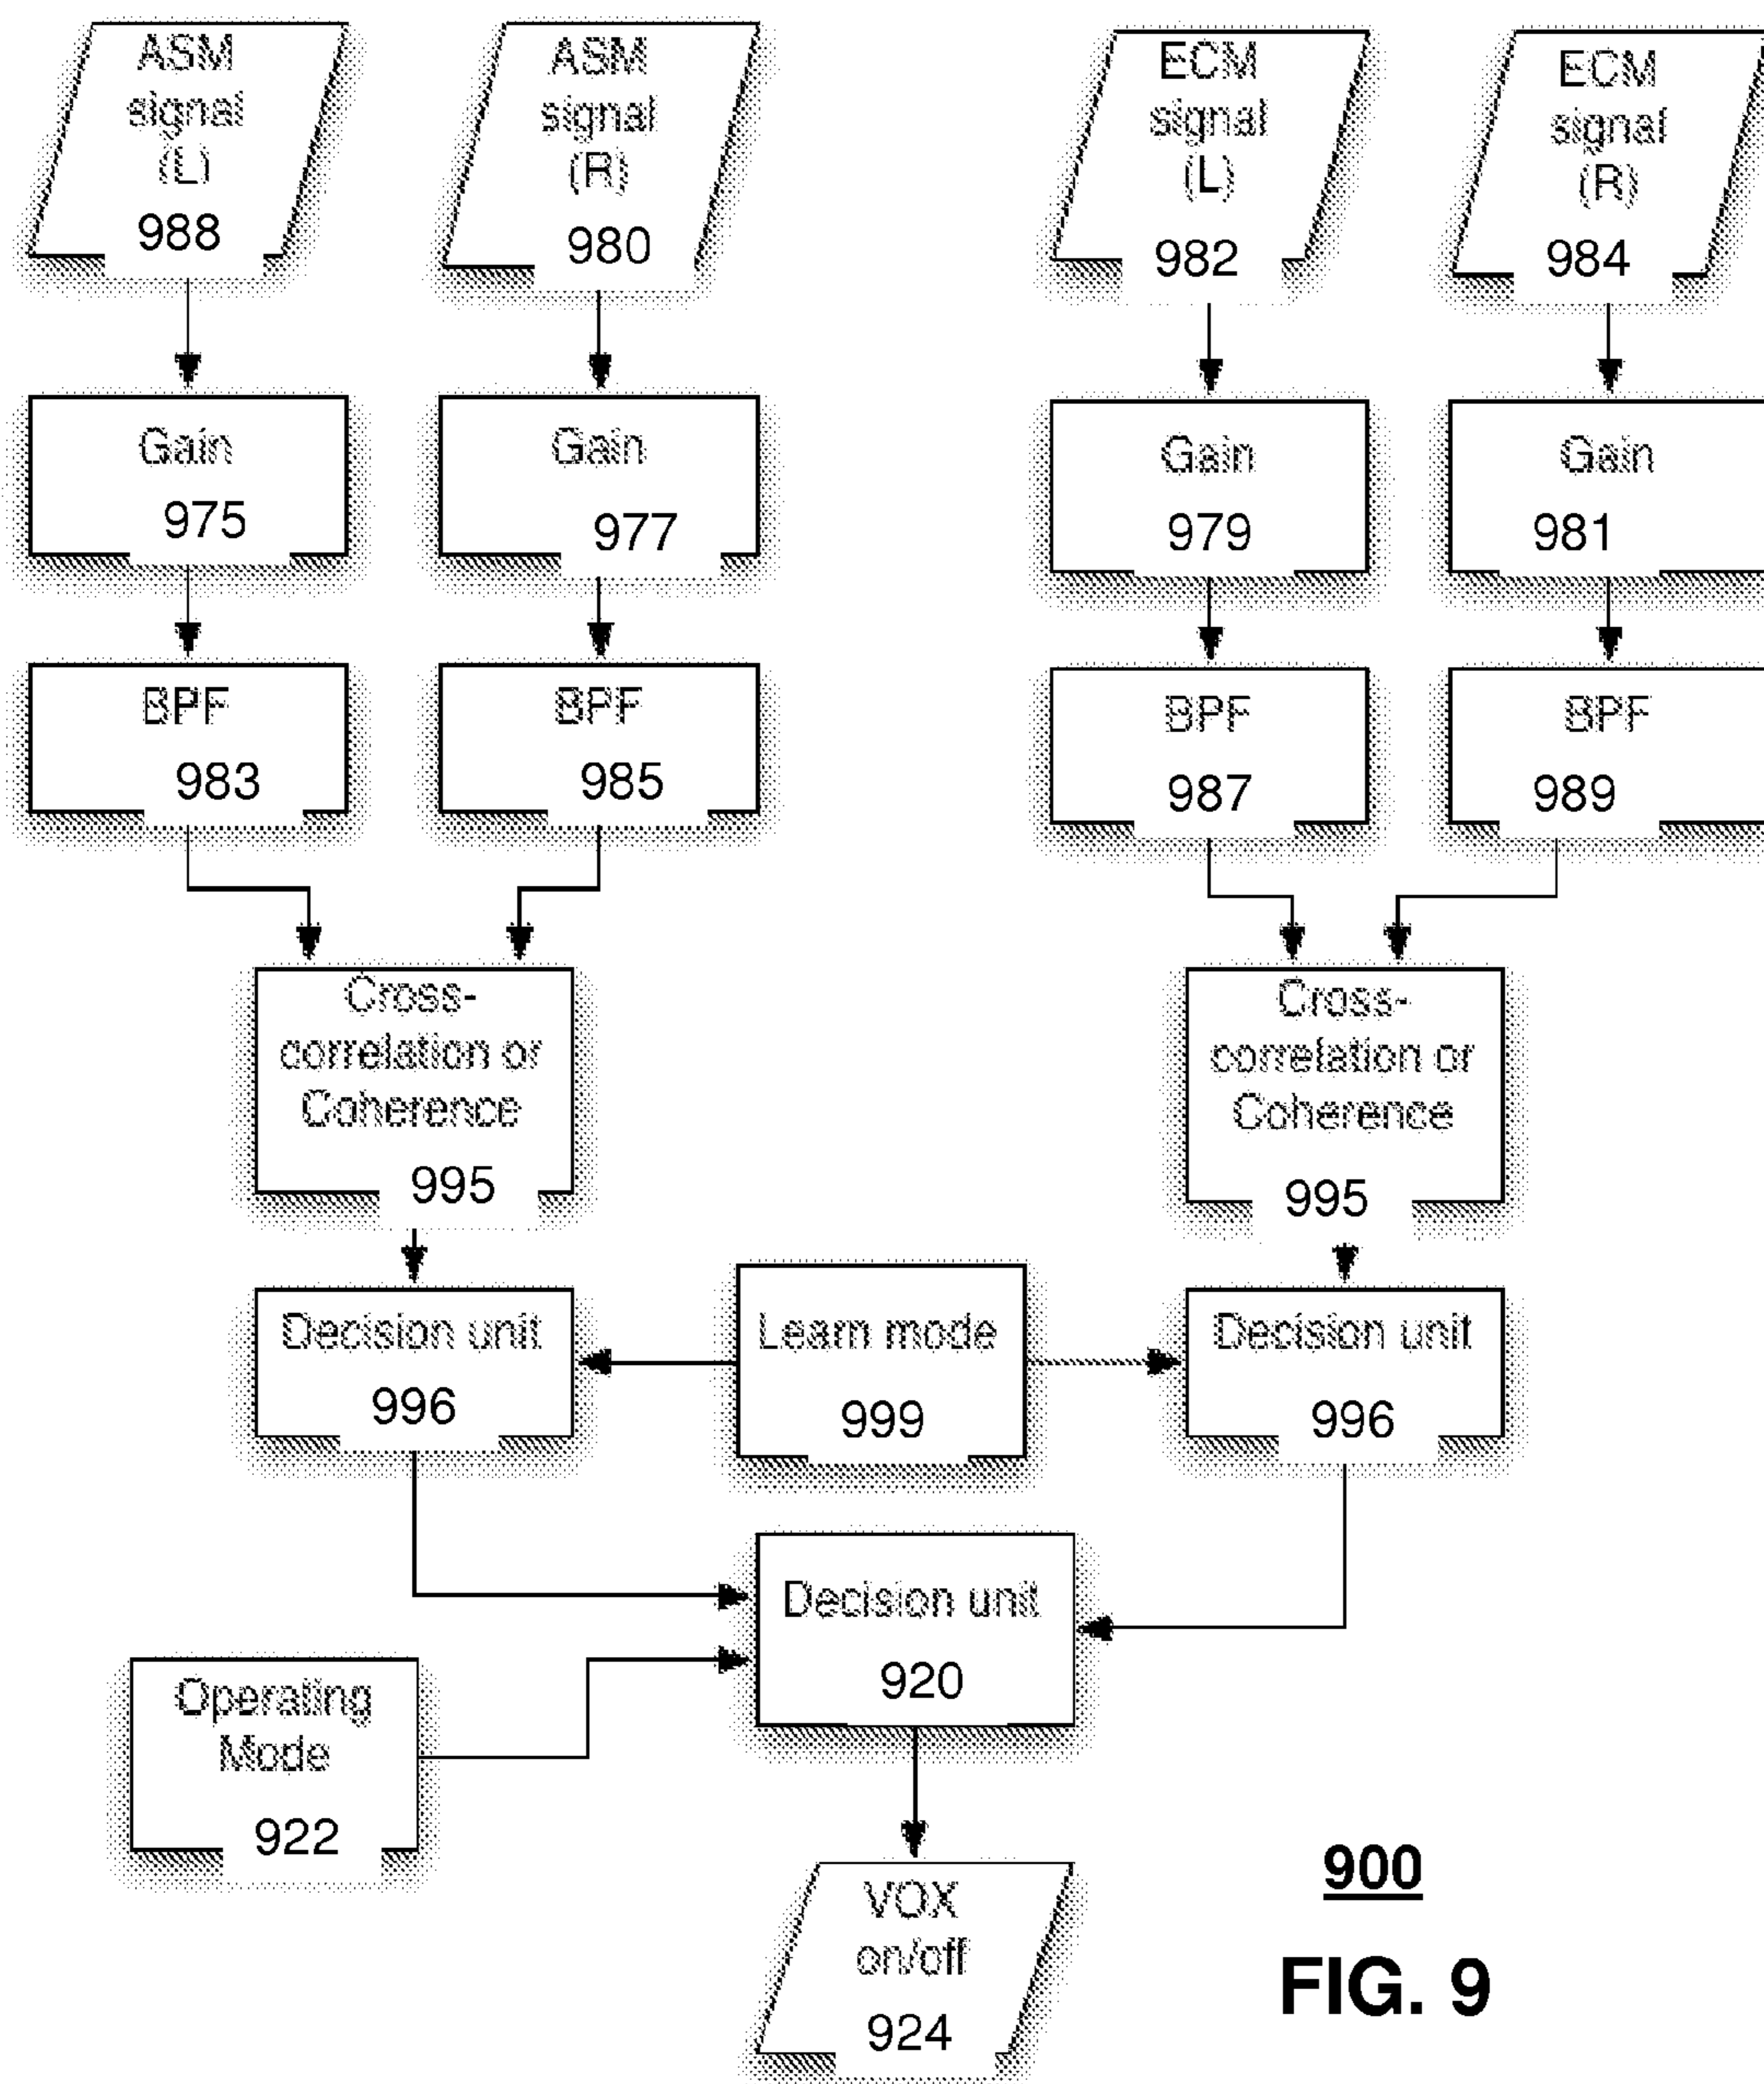 ASM
signal
(L)
988
ASM
signal
(R)
980
ECM
signal
(L)
982
ECM
signal
(R)
984
Gain
975
Gain
977
Gain
979
Gain
981
BPF
983
BPF
985
BPF
987
BPF
989
Cross-
correlation or
Coherence
995
Cross-
correlation or
Coherence
995
Decision unit
996
Learn mode
999
Decision unit
996
Decision unit
920
Operating
Mode
922
VOX
on/off
924
900
FIG. 9